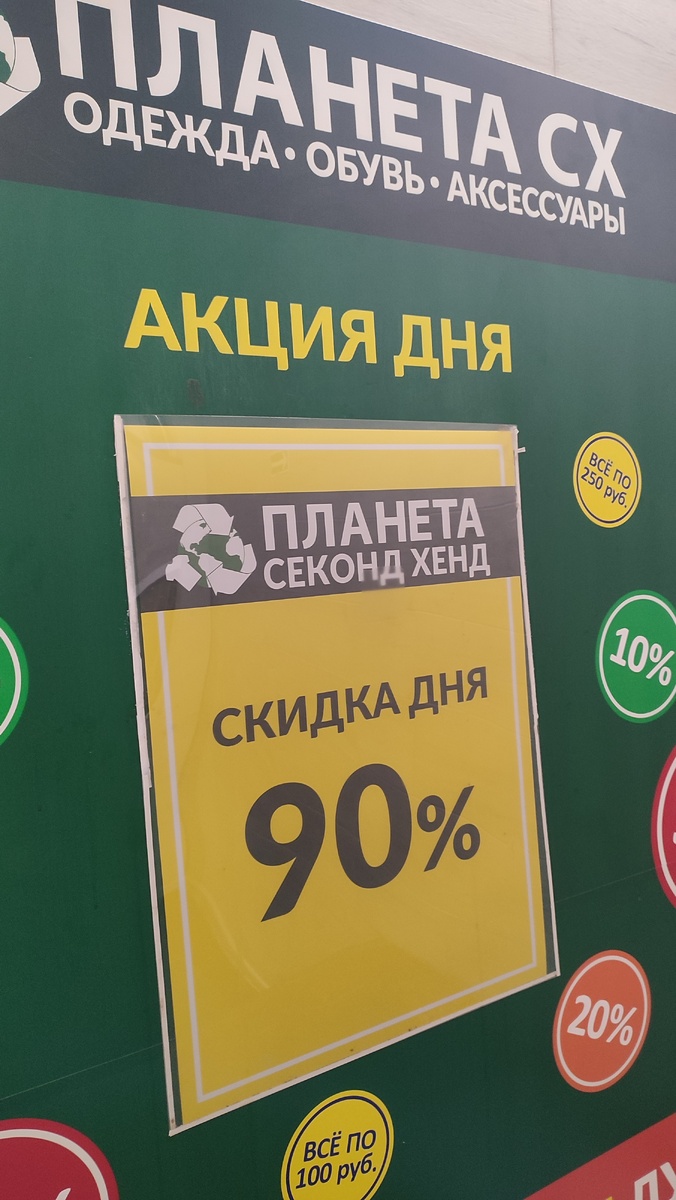 ПЛАНЕТА СХ
ОДЕЖДА • ОБУВЬ • АКСЕССУАРЫ
АКЦИЯ ДНЯ
ВСЁ ПО
250 руб.
ПЛАНЕТА
СЕКОНД ХЕНД
10%
СКИДКА ДНЯ
90%
20%
ВСЁ ПО
100 руб.